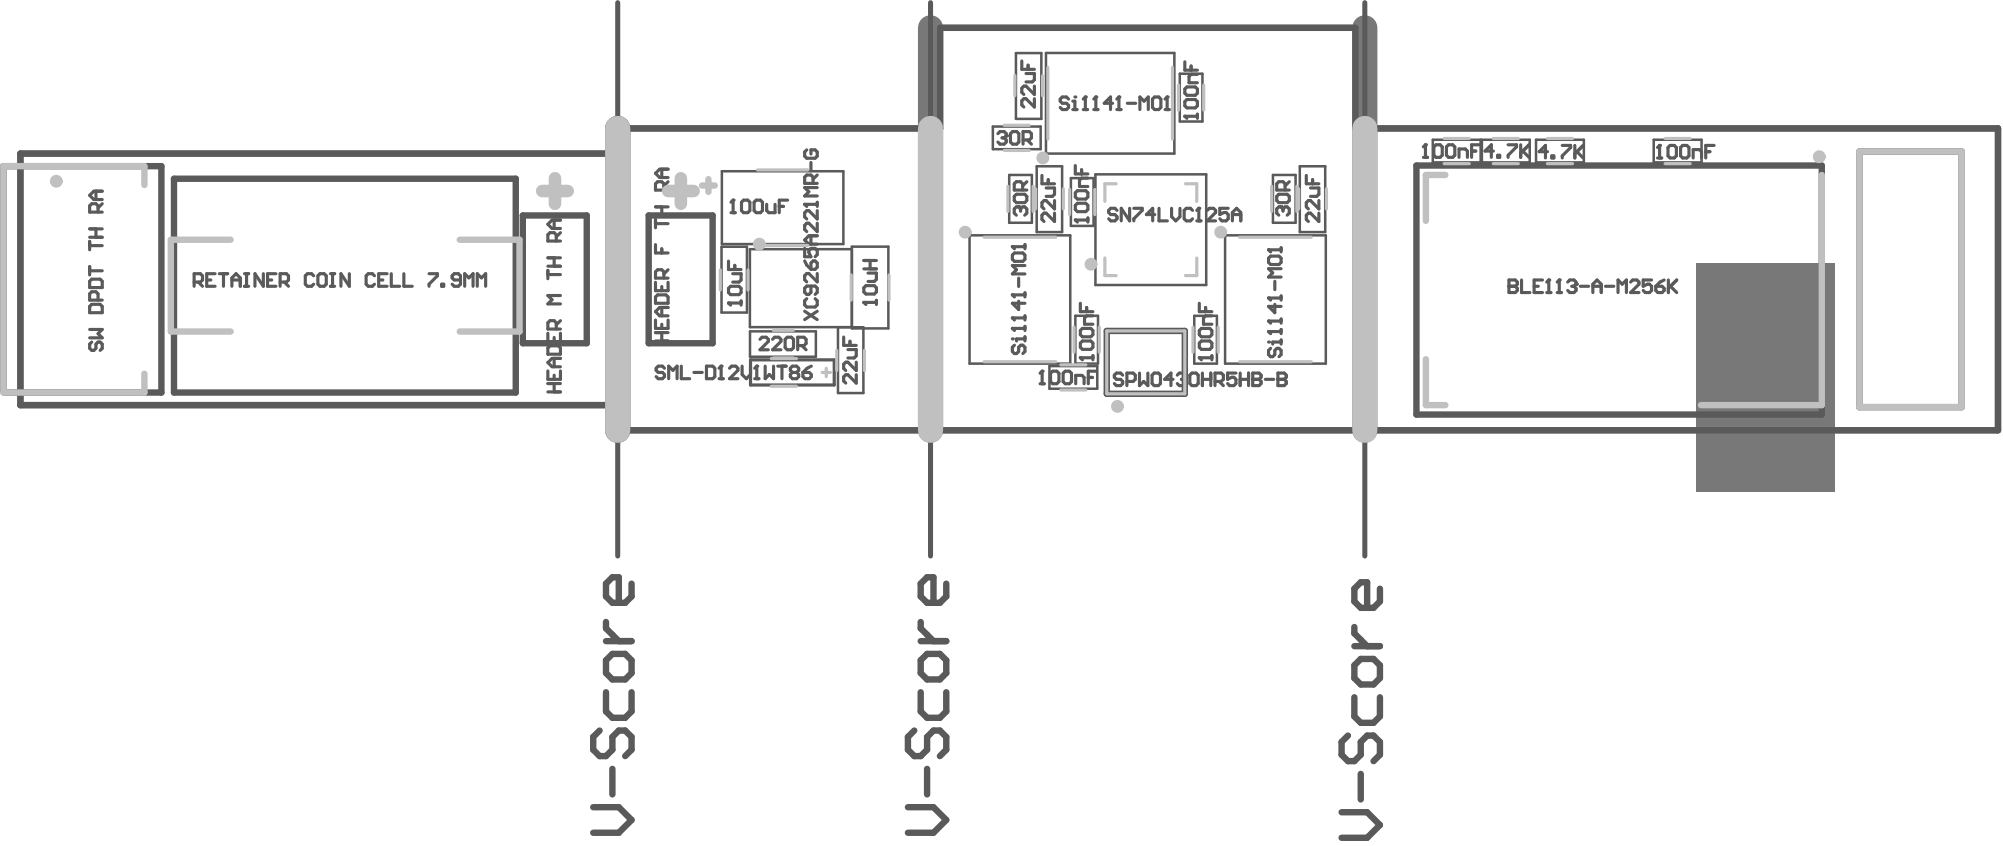 SW DPDT TH RA
RETAINER COIN CELL 7.9MM
HEADER M TH RA
HEADER F TH RA
100uF
XC9265A221MR-G
10uF
10uH
220R
SML-D12V1WT86
22uF
22uF
Si1141-M01
100nF
30R
30R
22uF
100nF
SN74LVC125A
30R
22uF
Si1141-M01
100nF
100nF
SPW0430HR5HB-B
100nF
Si1141-M01
100nF
4.7K
4.7K
100nF
BLE113-A-M256K
V-Score
V-Score
V-Score